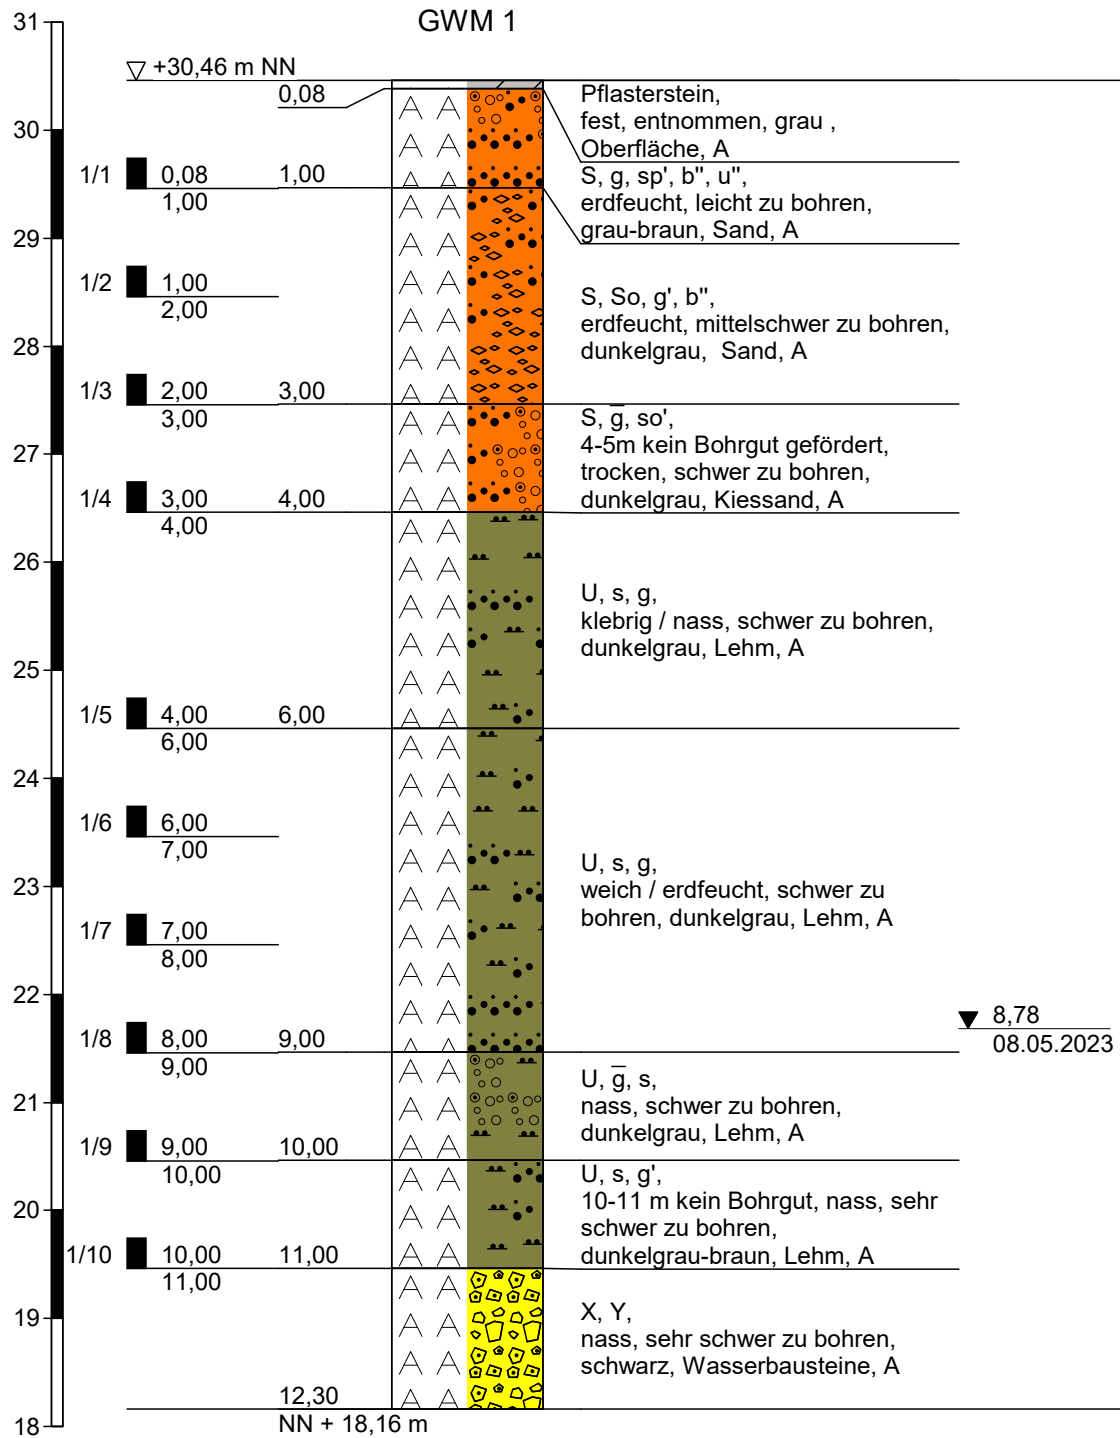 GWM 1
31
+30,46 m NN
0,08
Pflasterstein,
fest, entnommen, grau ,
Oberfläche, A
30
1/1 0,08 1,00
1,00
S, g, sp', b'', u'',
erdfeucht, leicht zu bohren,
grau-braun, Sand, A
29
1/2 1,00
2,00
S, So, g', b'',
erdfeucht, mittelschwer zu bohren,
dunkelgrau, Sand, A
28
1/3 2,00 3,00
3,00
S, g̅, so',
4-5m kein Bohrgut gefördert,
trocken, schwer zu bohren,
dunkelgrau, Kiessand, A
27
1/4 3,00 4,00
4,00
26
U, s, g,
klebrig / nass, schwer zu bohren,
dunkelgrau, Lehm, A
25
1/5 4,00 6,00
6,00
24
1/6 6,00
7,00
23
U, s, g,
weich / erdfeucht, schwer zu
bohren, dunkelgrau, Lehm, A
1/7 7,00
8,00
22
8,78
08.05.2023
1/8 8,00 9,00
9,00
U, g̅, s,
nass, schwer zu bohren,
dunkelgrau, Lehm, A
21
1/9 9,00 10,00
10,00
U, s, g',
10-11 m kein Bohrgut, nass, sehr
schwer zu bohren,
dunkelgrau-braun, Lehm, A
20
1/10 10,00 11,00
11,00
19
X, Y,
nass, sehr schwer zu bohren,
schwarz, Wasserbausteine, A
12,30
NN + 18,16 m
18